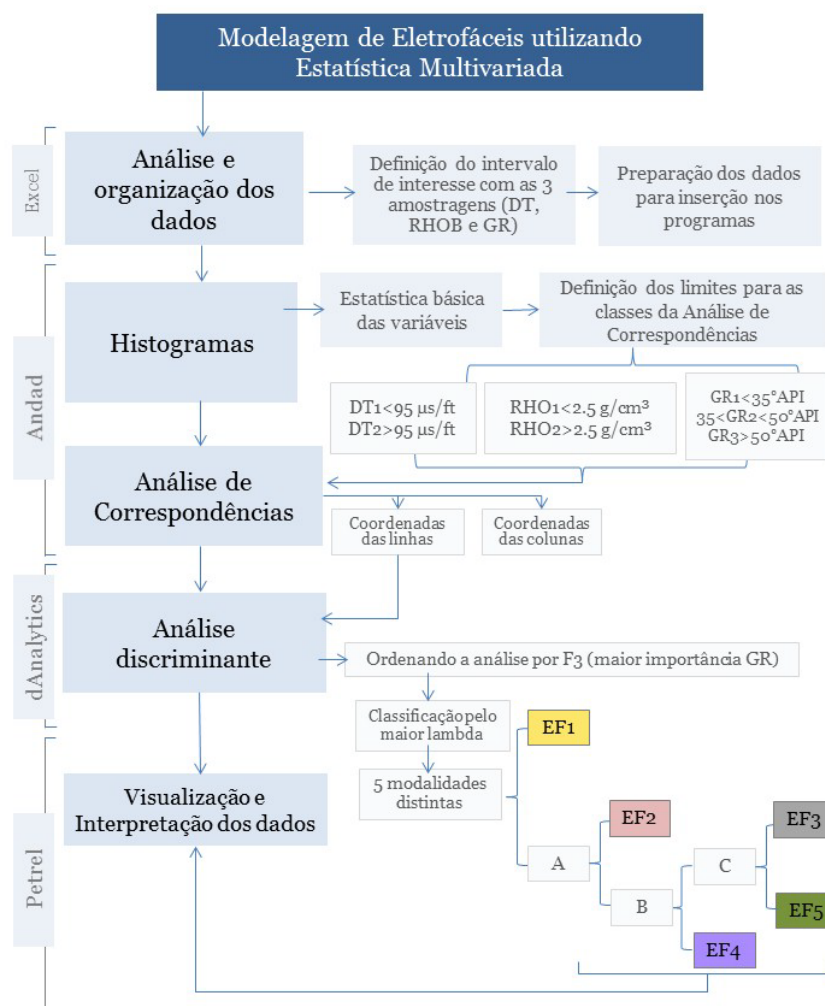 Modelagem de Eletrofáceis utilizando
Estatística Multivariada
Excel
Análise e
organização dos
dados
Definição do intervalo
de interesse com as 3
amostragens (DT,
RHOB e GR)
Preparação dos dados
para inserção nos
programas
Andad
Histogramas
Estatística básica
das variáveis
Definição dos limites para as
classes da Análise de
Correspondências
DT1<95 µs/ft
DT2>95 µs/ft
RHO1<2.5 g/cm³
RHO2>2.5 g/cm³
GR1<35°API
35<GR2<50°API
GR3>50°API
Análise de
Correspondências
Coordenadas
das linhas
Coordenadas
das colunas
dAnalytics
Análise
discriminante
Ordenando a análise por F3 (maior importância GR)
Classificação pelo
maior lambda
5 modalidades
distintas
EF1
Petrel
Visualização e
Interpretação dos dados
A
EF2
B
C
EF3
EF5
EF4